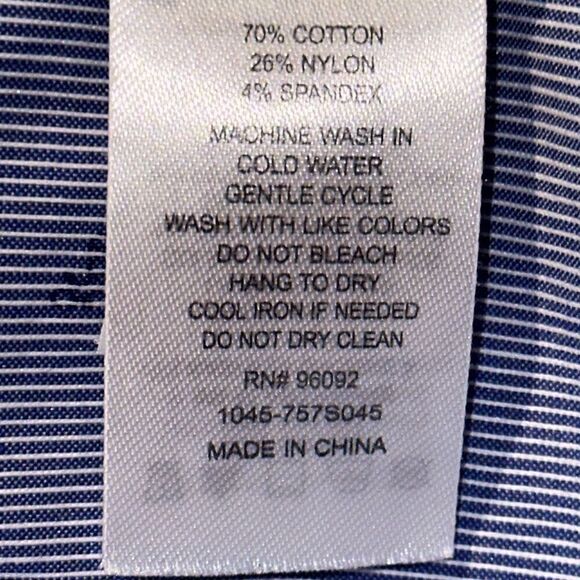 70% COTTON
26% NYLON
4% SPANDEX
MACHINE WASH IN
COLD WATER
GENTLE CYCLE
WASH WITH LIKE COLORS
DO NOT BLEACH
HANG TO DRY
COOL IRON IF NEEDED
DO NOT DRY CLEAN
RN# 96092
1045-757S045
MADE IN CHINA